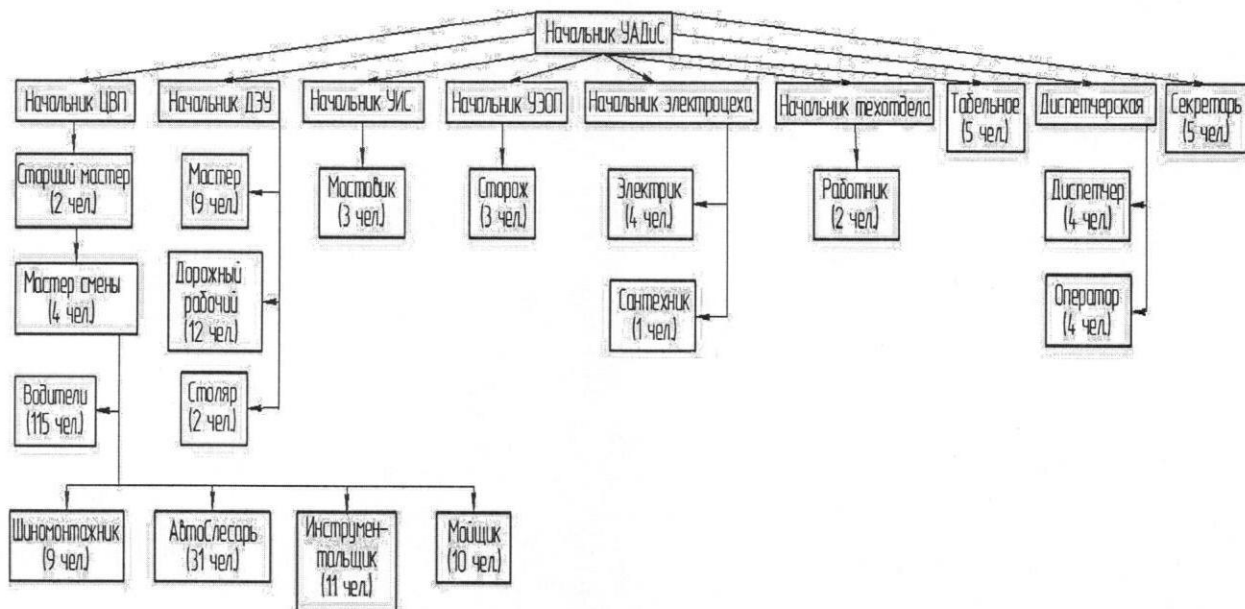 Начальник УАДиС
Начальник ЦВП
Начальник ДЭУ
Начальник УИС
Начальник УЭОП
Начальник электроцеха
Начальник техотдела
Табельное
(5 чел.)
Диспетчерская
Секретарь
(5 чел.)
Старший мастер
(2 чел.)
Мастер
(9 чел.)
Мостовик
(3 чел.)
Сторож
(3 чел.)
Электрик
(4 чел.)
Работник
(2 чел.)
Диспетчер
(4 чел.)
Мастер смены
(4 чел.)
Дорожный
рабочий
(12 чел.)
Сантехник
(1 чел.)
Оператор
(4 чел.)
Водители
(115 чел.)
Столяр
(2 чел.)
Шиномонтажник
(9 чел.)
АвтоСлесарь
(31 чел.)
Инструмен-
тальщик
(11 чел.)
Мойщик
(10 чел.)